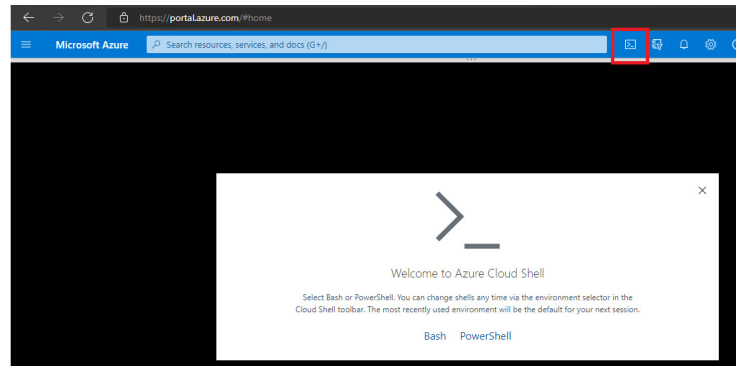 https://portal.azure.com/#home
Microsoft Azure
Search resources, services, and docs (G+/)
Welcome to Azure Cloud Shell
Select Bash or PowerShell. You can change shells any time via the environment selector in the
Cloud Shell toolbar. The most recently used environment will be the default for your next session.
Bash PowerShell